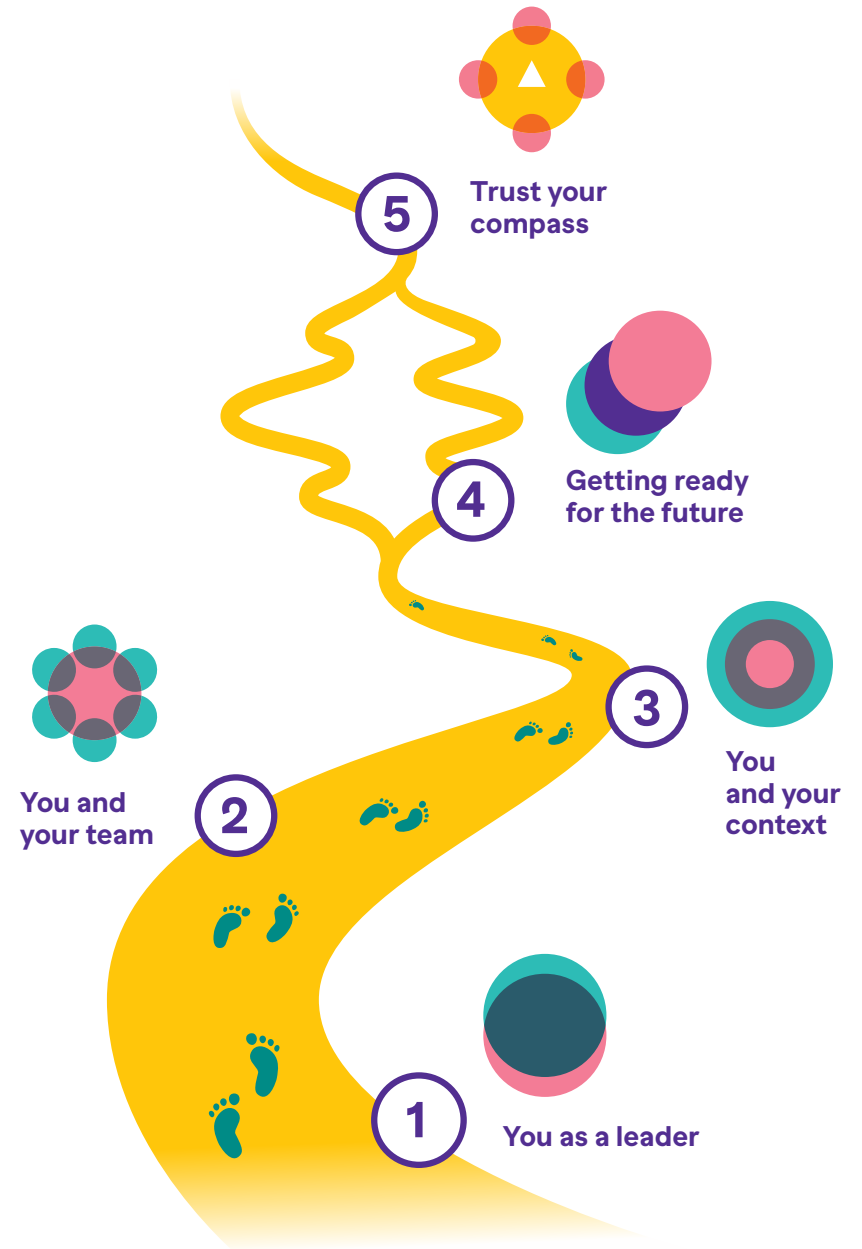 5
Trust your
compass
4
Getting ready
for the future
3
You
and your
context
2
You and
your team
1
You as a leader